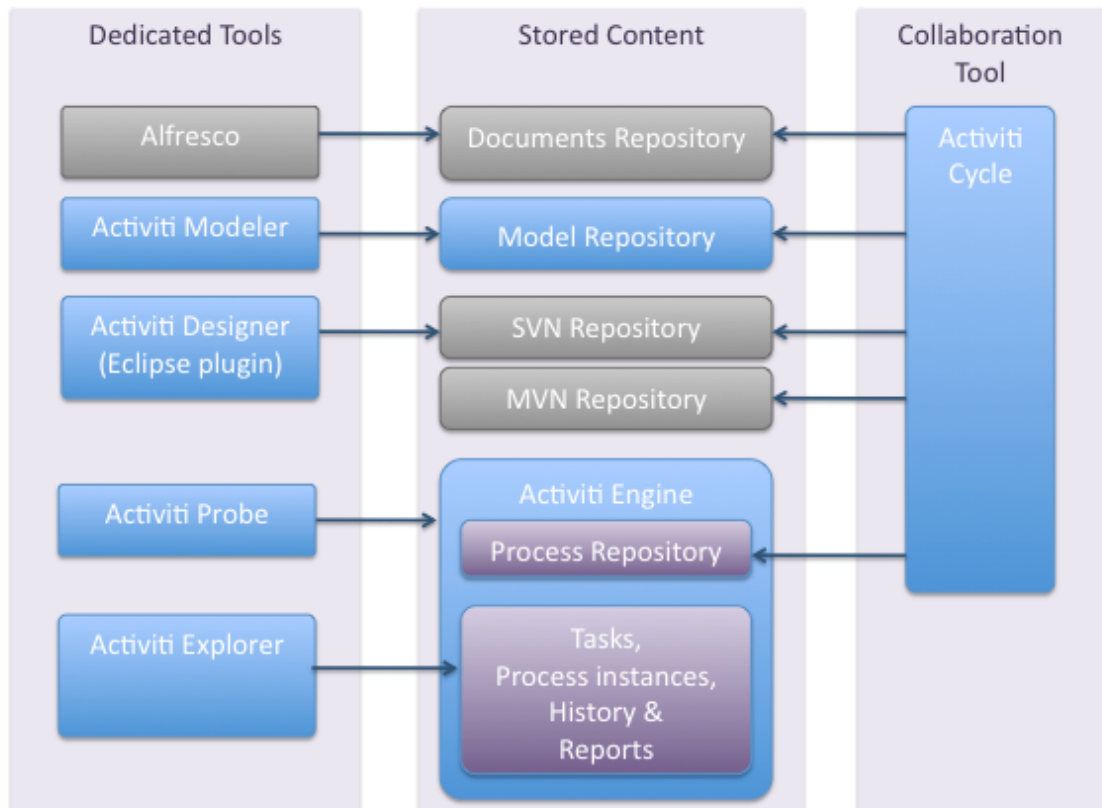 Dedicated Tools
Stored Content
Collaboration
Tool
Alfresco
Documents Repository
Activiti
Cycle
Activiti Modeler
Model Repository
Activiti Designer
(Eclipse plugin)
SVN Repository
MVN Repository
Activiti Probe
Activiti Engine
Process Repository
Activiti Explorer
Tasks,
Process instances,
History &
Reports